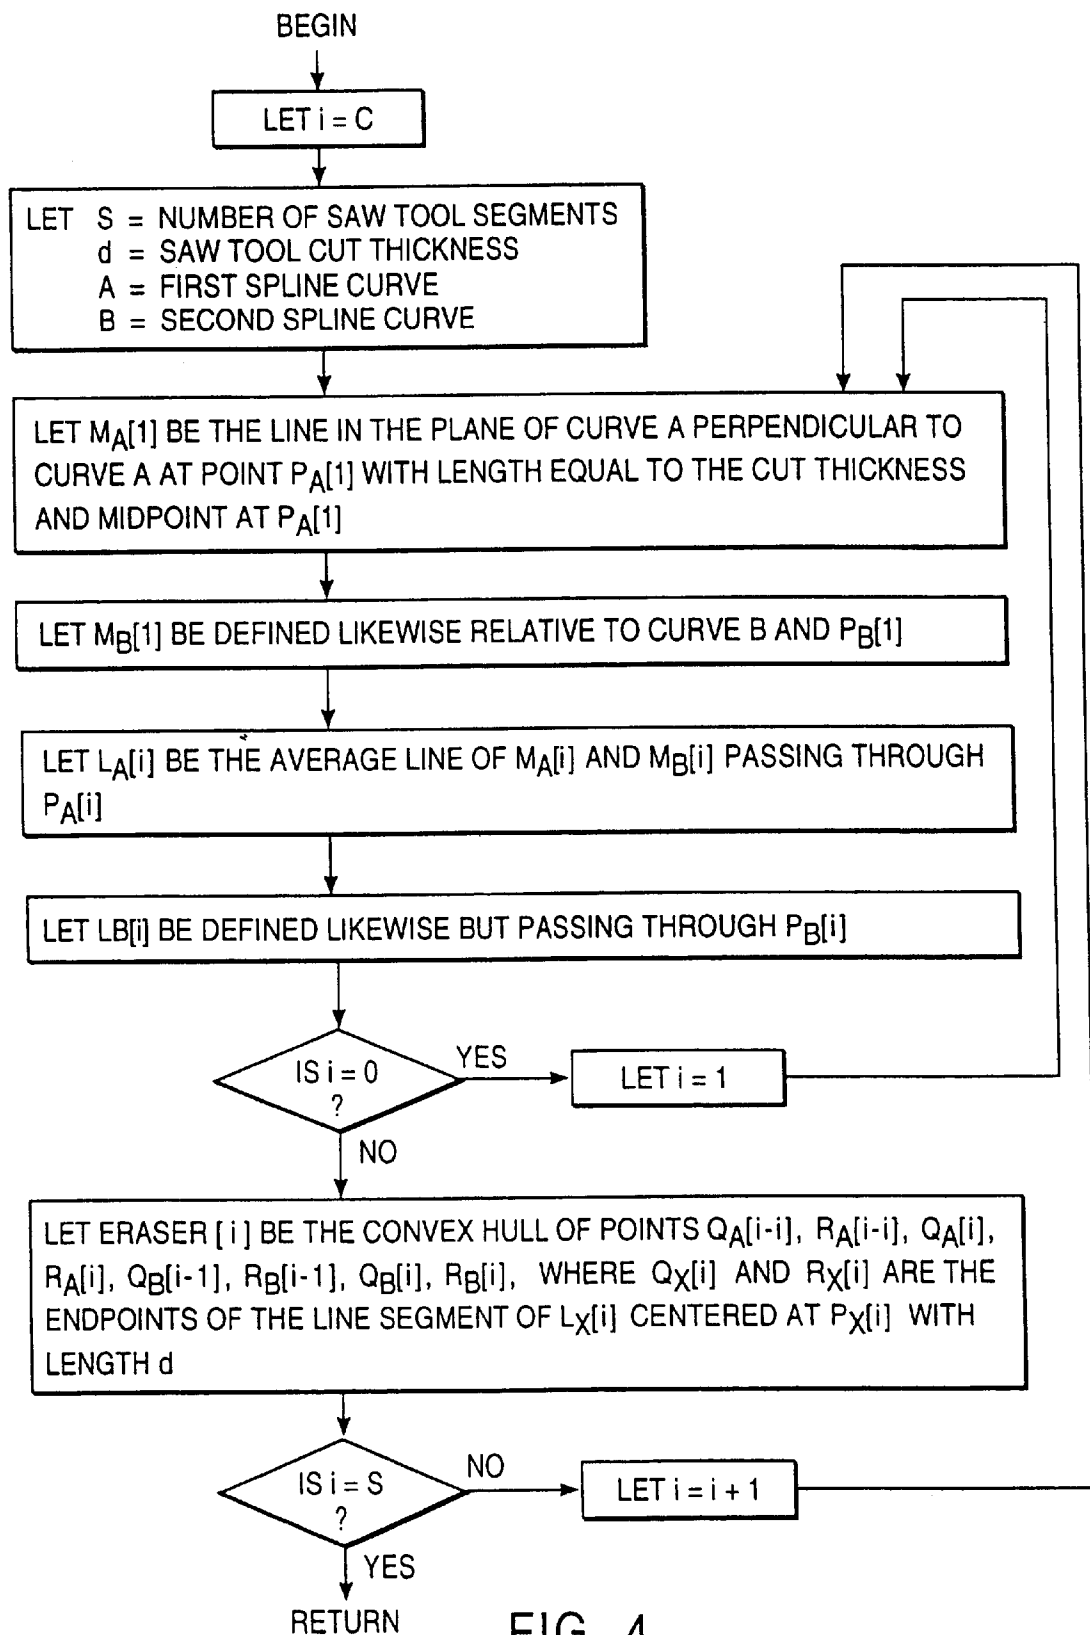 BEGIN
LET i = C
LET S = NUMBER OF SAW TOOL SEGMENTS
d = SAW TOOL CUT THICKNESS
A = FIRST SPLINE CURVE
B = SECOND SPLINE CURVE
LET MA[1] BE THE LINE IN THE PLANE OF CURVE A PERPENDICULAR TO
CURVE A AT POINT PA[1] WITH LENGTH EQUAL TO THE CUT THICKNESS
AND MIDPOINT AT PA[1]
LET MB[1] BE DEFINED LIKEWISE RELATIVE TO CURVE B AND PB[1]
LET LA[i] BE THE AVERAGE LINE OF MA[i] AND MB[i] PASSING THROUGH
PA[i]
LET LB[i] BE DEFINED LIKEWISE BUT PASSING THROUGH PB[i]
IS i = 0
?
YES
LET i = 1
NO
LET ERASER [ i ] BE THE CONVEX HULL OF POINTS QA[i-i], RA[i-i], QA[i],
RA[i], QB[i-1], RB[i-1], QB[i], RB[i], WHERE QX[i] AND RX[i] ARE THE
ENDPOINTS OF THE LINE SEGMENT OF LX[i] CENTERED AT PX[i] WITH
LENGTH d
IS i = S
?
NO
LET i = i + 1
YES
RETURN
FIG. 4